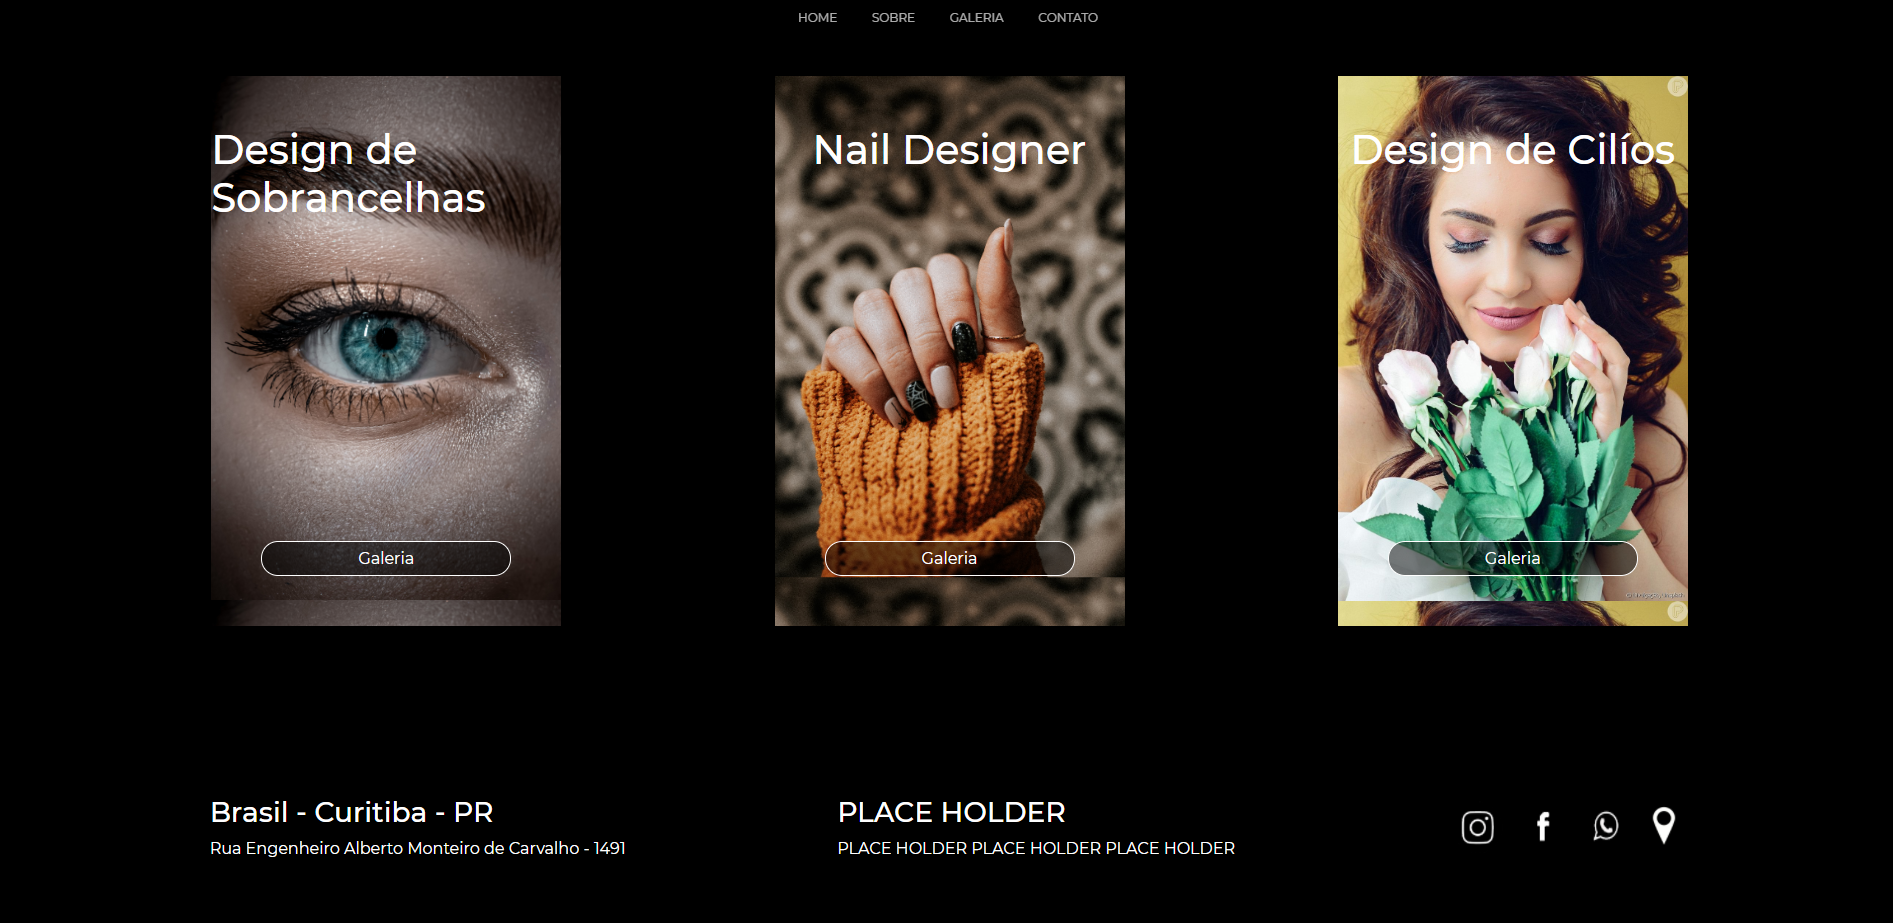 HOME SOBRE GALERIA CONTATO
Design de
Sobrancelhas
Nail Designer
Design de Cilíos
Galeria
Galeria
Galeria
Brasil - Curitiba - PR
Rua Engenheiro Alberto Monteiro de Carvalho - 1491
PLACE HOLDER
PLACE HOLDER PLACE HOLDER PLACE HOLDER